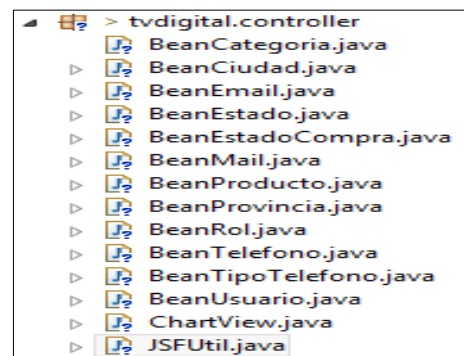 > tvdigital.controller
BeanCategoria.java
BeanCiudad.java
BeanEmail.java
BeanEstado.java
BeanEstadoCompra.java
BeanMail.java
BeanProducto.java
BeanProvincia.java
BeanRol.java
BeanTelefono.java
BeanTipoTelefono.java
BeanUsuario.java
ChartView.java
JSFUtil.java